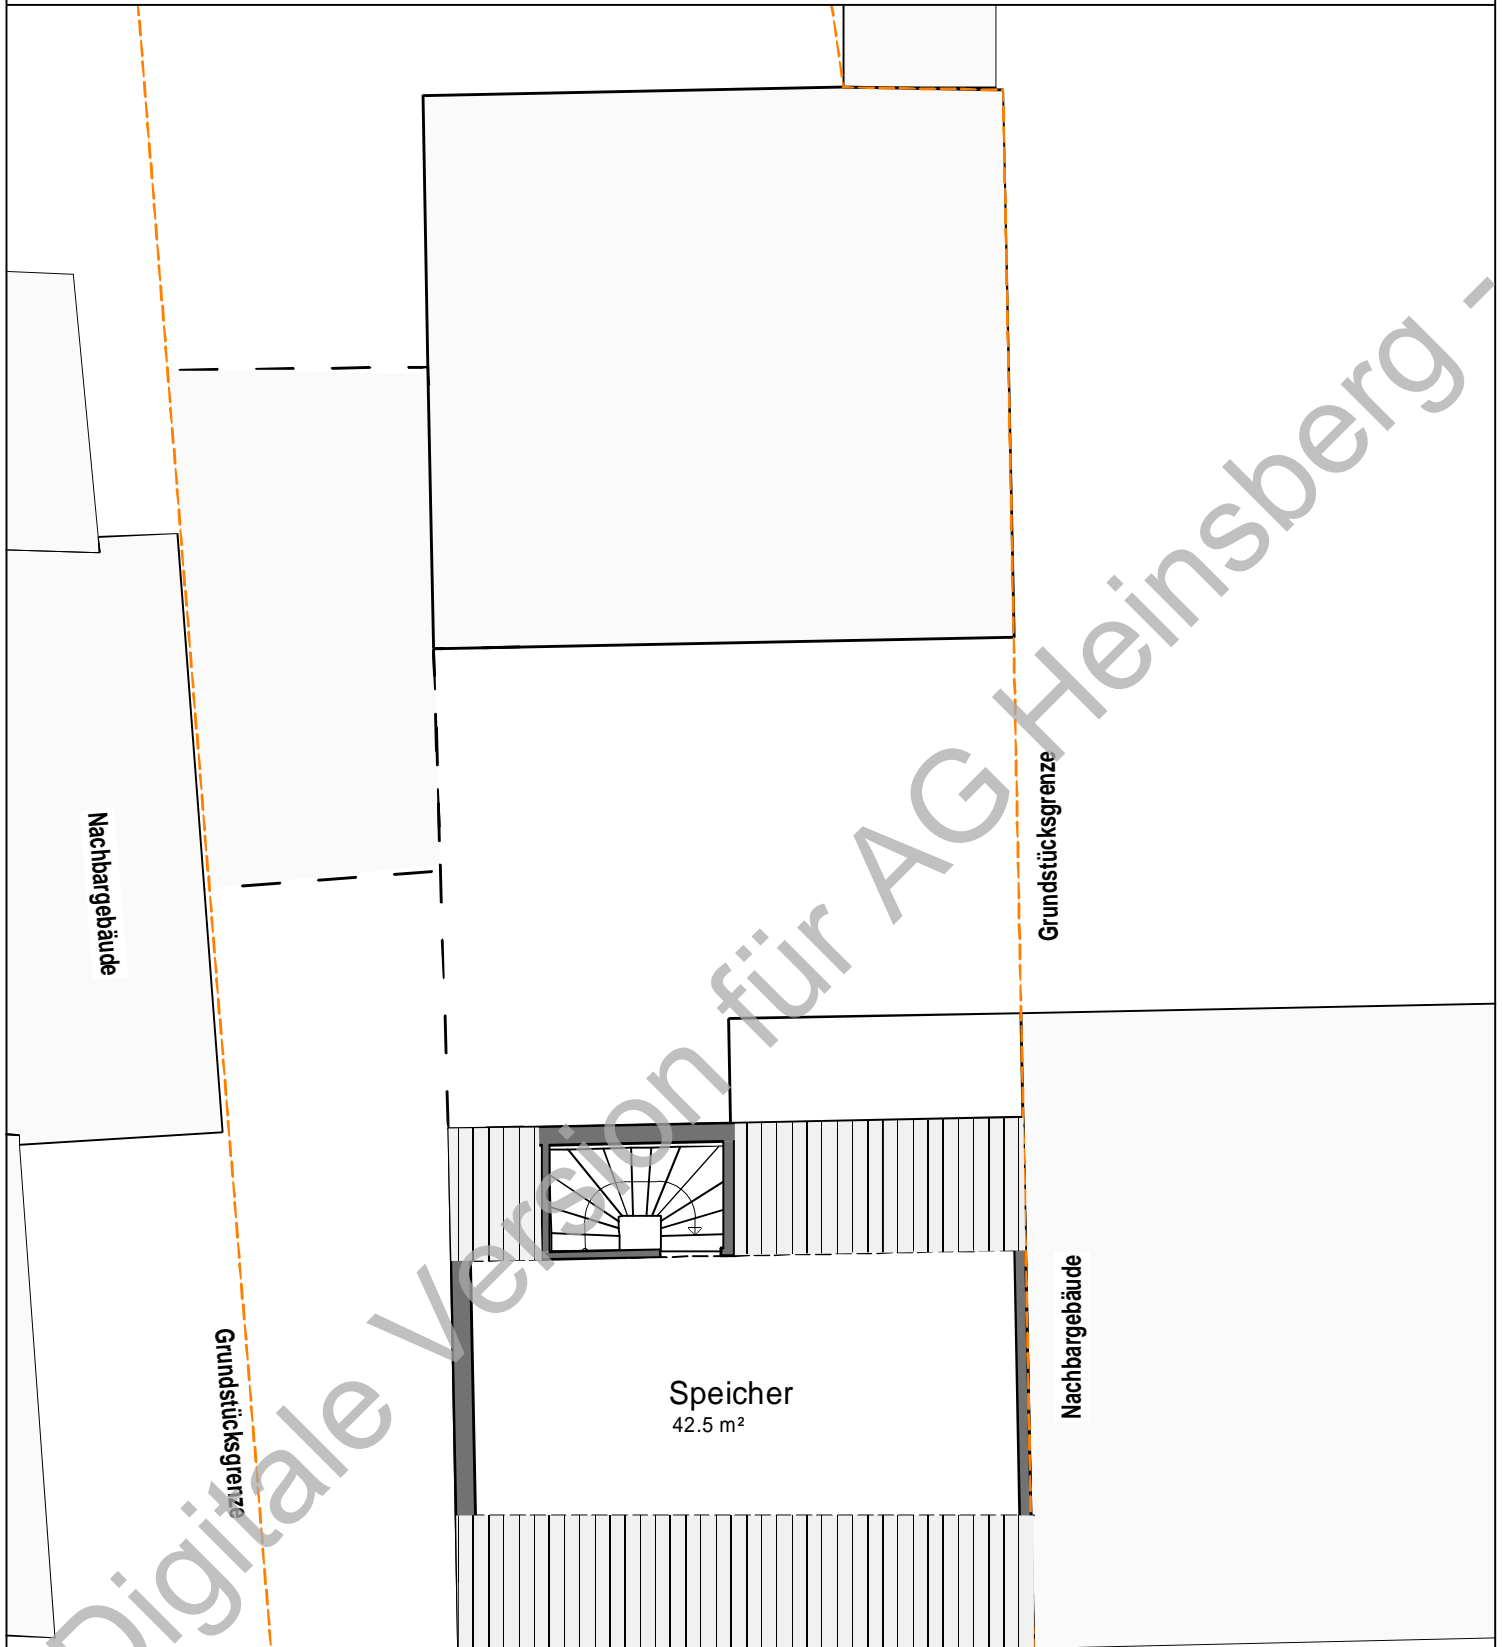 Nachbargebäude
Grundstücksgrenze
Grundstücksgrenze
Nachbargebäude
Speicher
42.5 m²
Digitale Version für AG Heinsberg -